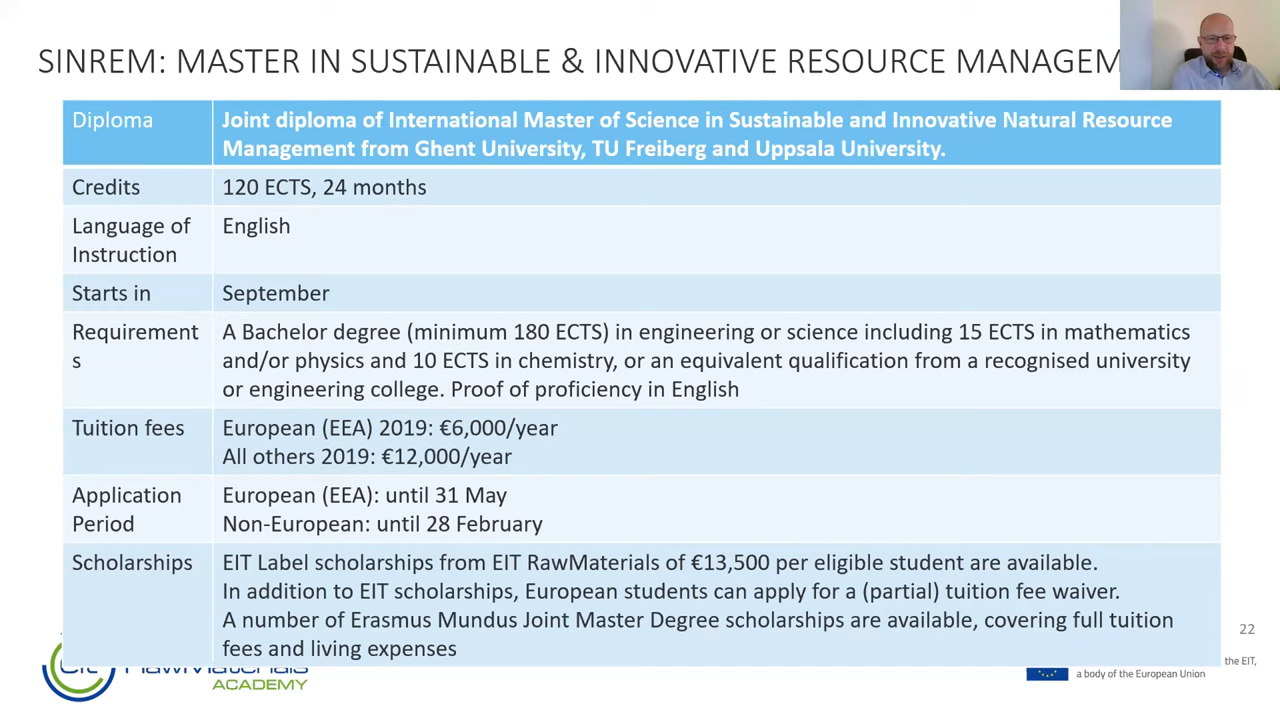 SINREM: MASTER IN SUSTAINABLE & INNOVATIVE RESOURCE MANAGEM
Diploma
Joint diploma of International Master of Science in Sustainable and Innovative Natural Resource
Management from Ghent University, TU Freiberg and Uppsala University.
Credits
120 ECTS, 24 months
Language of
Instruction
English
Starts in
September
Requirement
s
A Bachelor degree (minimum 180 ECTS) in engineering or science including 15 ECTS in mathematics
and/or physics and 10 ECTS in chemistry, or an equivalent qualification from a recognised university
or engineering college. Proof of proficiency in English
Tuition fees
European (EEA) 2019: €6,000/year
All others 2019: €12,000/year
Application
Period
European (EEA): until 31 May
Non-European: until 28 February
Scholarships
EIT Label scholarships from EIT RawMaterials of €13,500 per eligible student are available.
In addition to EIT scholarships, European students can apply for a (partial) tuition fee waiver.
A number of Erasmus Mundus Joint Master Degree scholarships are available, covering full tuition
fees and living expenses
22
ACADEMY
the EIT,
a body of the European Union